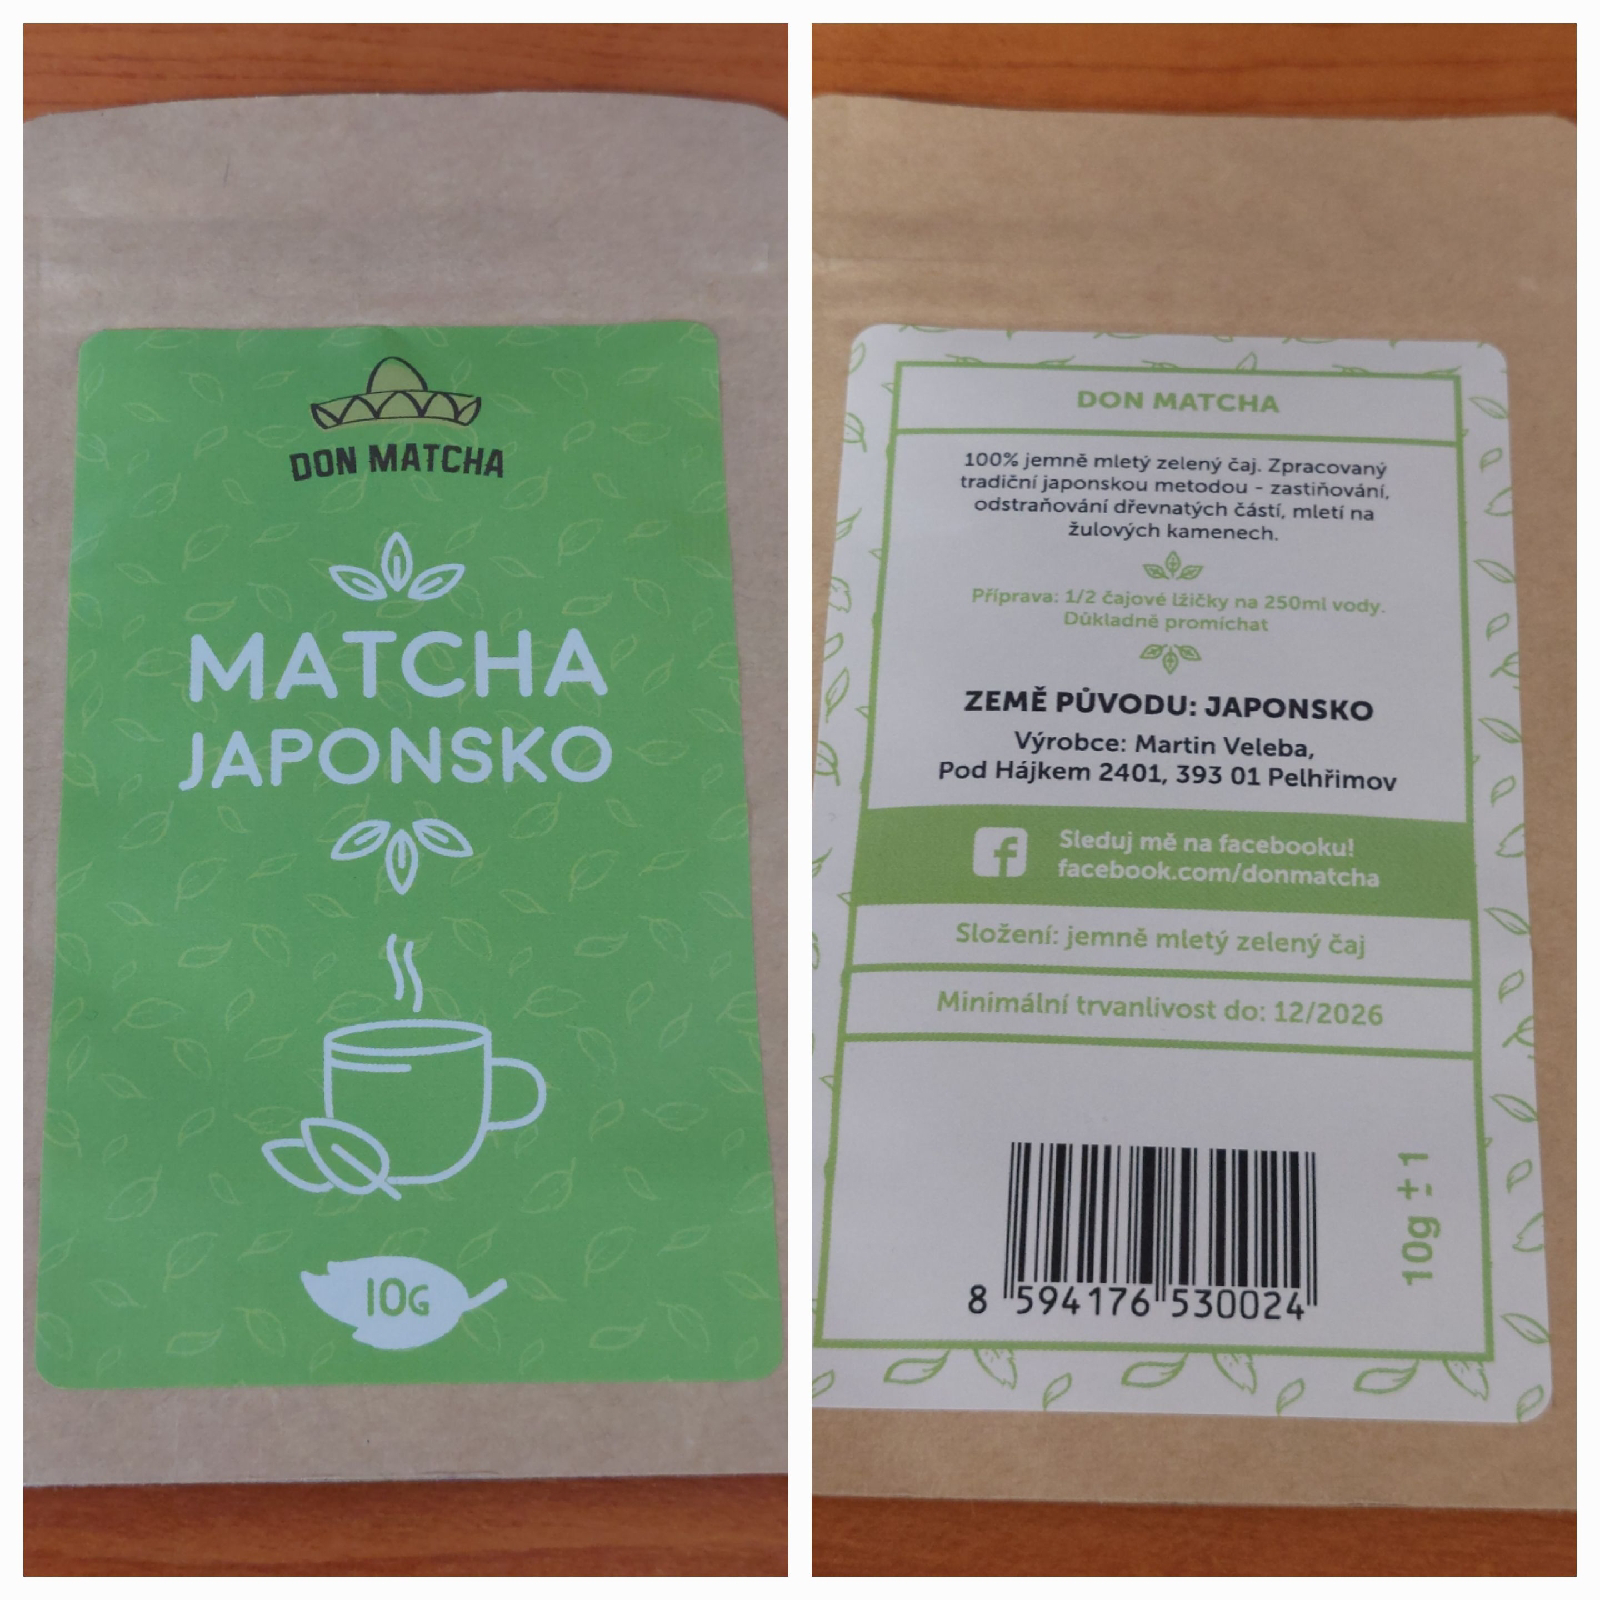 DON MATCHA
MATCHA
JAPONSKO
10G
DON MATCHA
100% jemně mletý zelený čaj. Zpracovaný
tradiční japonskou metodou - zastiňování,
odstraňování dřevnatých částí, mletí na
žulových kamenech.
Příprava: 1/2 čajové lžičky na 250ml vody.
Důkladně promíchat
ZEMĚ PŮVODU: JAPONSKO
Výrobce: Martin Veleba,
Pod Hájkem 2401, 393 01 Pelhřimov
Sleduj mě na facebooku!
facebook.com/donmatcha
Složení: jemně mletý zelený čaj
Minimální trvanlivost do: 12/2026
10g ± 1
8 594176 530024